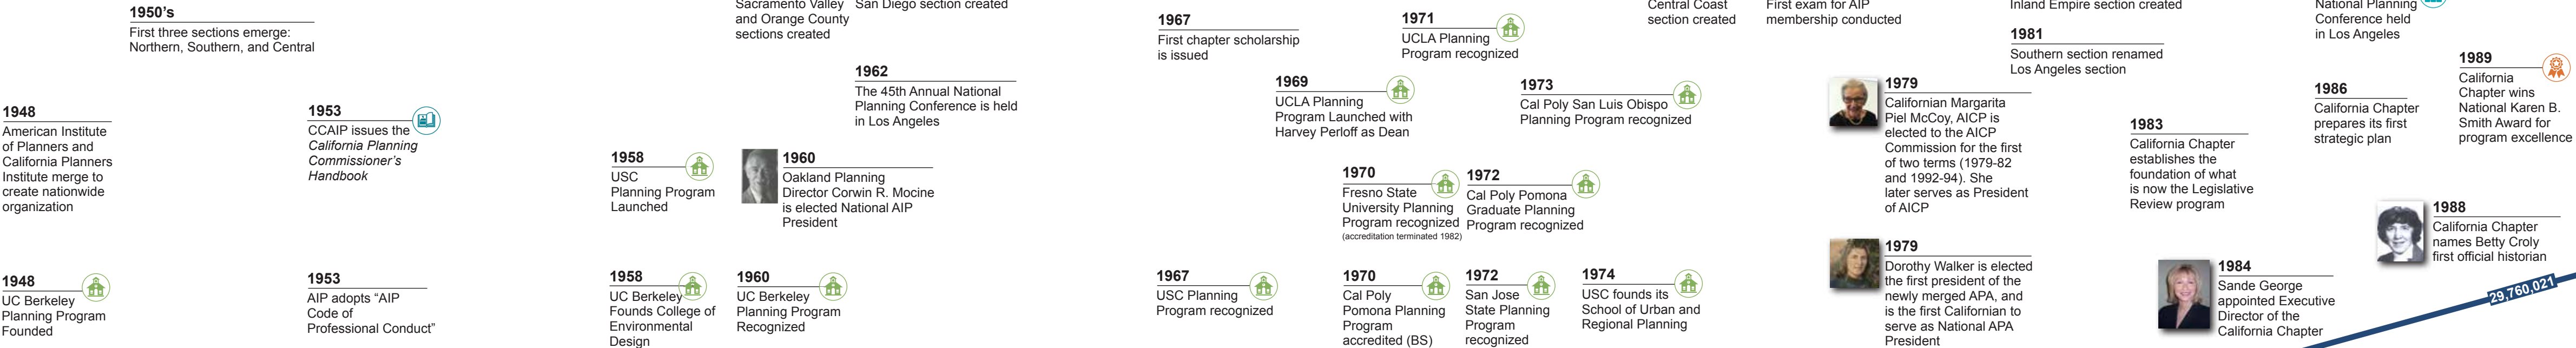 1950's
First three sections emerge:
Northern, Southern, and Central
Sacramento Valley
and Orange County
sections created
San Diego section created
1967
First chapter scholarship
is issued
1971
UCLA Planning
Program recognized
Central Coast
section created
First exam for AIP
membership conducted
Inland Empire section created
1981
Southern section renamed
Los Angeles section
National Planning
Conference held
in Los Angeles
1989
California
Chapter wins
National Karen B.
Smith Award for
program excellence
1948
American Institute
of Planners and
California Planners
Institute merge to
create nationwide
organization
1953
CCAIP issues the
California Planning
Commissioner's
Handbook
1962
The 45th Annual National
Planning Conference is held
in Los Angeles
1958
USC
Planning Program
Launched
1960
Oakland Planning
Director Corwin R. Mocine
is elected National AIP
President
1969
UCLA Planning
Program Launched with
Harvey Perloff as Dean
1973
Cal Poly San Luis Obispo
Planning Program recognized
1970
Fresno State
University Planning
Program recognized
(accreditation terminated 1982)
1972
Cal Poly Pomona
Graduate Planning
Program recognized
1979
Californian Margarita
Piel McCoy, AICP is
elected to the AICP
Commission for the first
of two terms (1979-82
and 1992-94). She
later serves as President
of AICP
1983
California Chapter
establishes the
foundation of what
is now the Legislative
Review program
1986
California Chapter
prepares its first
strategic plan
1988
California Chapter
names Betty Croly
first official historian
1948
UC Berkeley
Planning Program
Founded
1953
AIP adopts “AIP
Code of
Professional Conduct”
1958
UC Berkeley
Founds College of
Environmental
Design
1960
UC Berkeley
Planning Program
Recognized
1967
USC Planning
Program recognized
1970
Cal Poly
Pomona Planning
Program
accredited (BS)
1972
San Jose
State Planning
Program
recognized
1974
USC founds its
School of Urban and
Regional Planning
1979
Dorothy Walker is elected
the first president of the
newly merged APA, and
is the first Californian to
serve as National APA
President
1984
Sande George
appointed Executive
Director of the
California Chapter
29,760,021